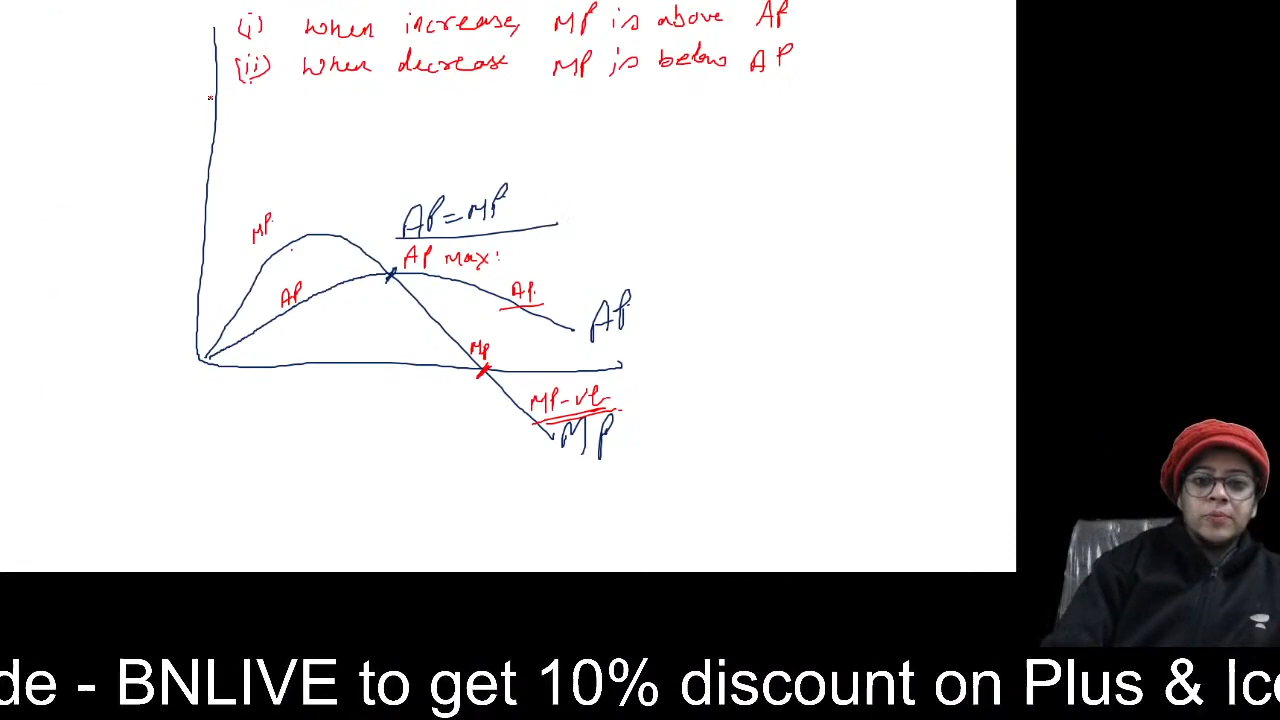 (i) when increase, MP is above AP
(ii) when decrease MP is below AP
AP = MP
MP
AP max:
AP
AP
AP
MP
MP -ve
MP
de - BNLIVE to get 10% discount on Plus & Ico